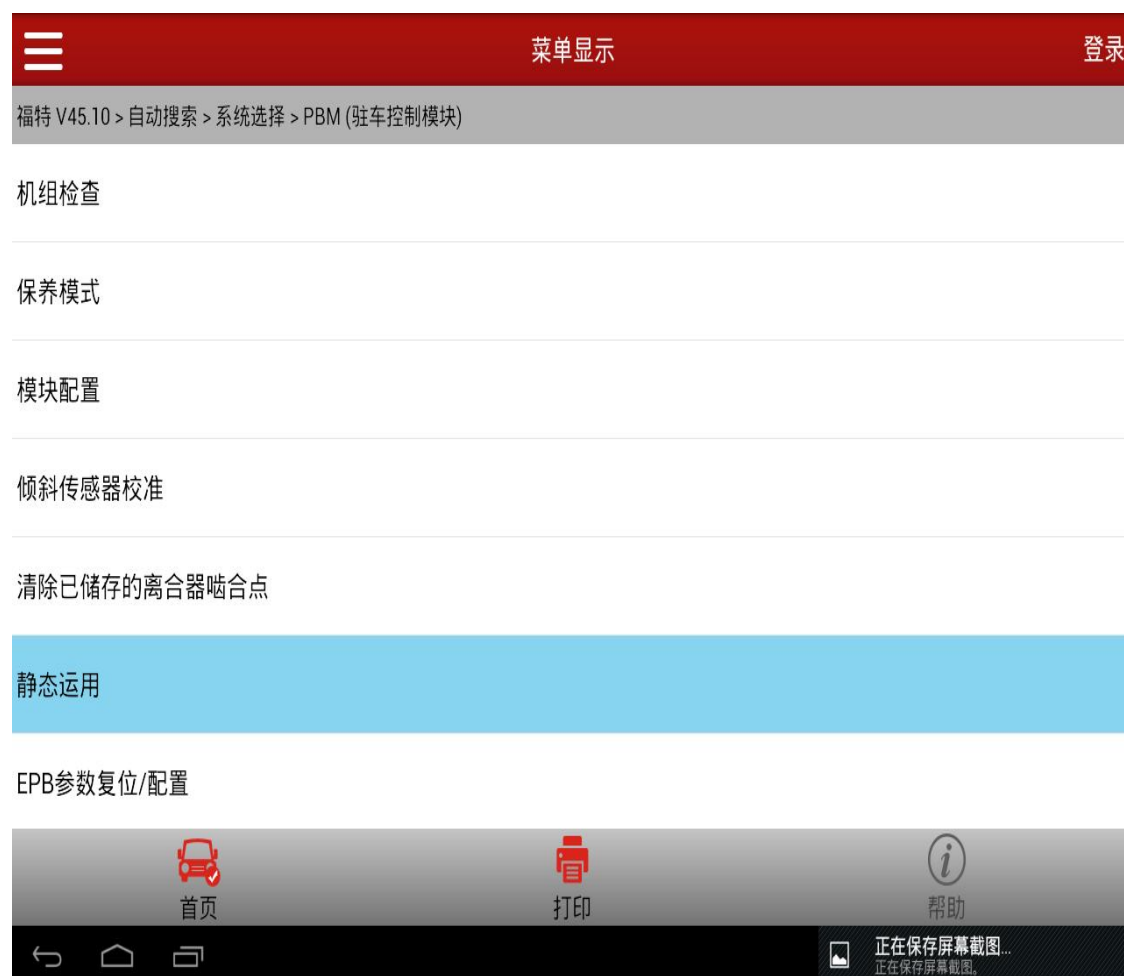 菜单显示
登录
福特 V45.10 > 自动搜索 > 系统选择 > PBM (驻车控制模块)
机组检查
保养模式
模块配置
倾斜传感器校准
清除已储存的离合器啮合点
静态运用
EPB参数复位/配置
首页
打印
帮助
正在保存屏幕截图...
正在保存屏幕截图。